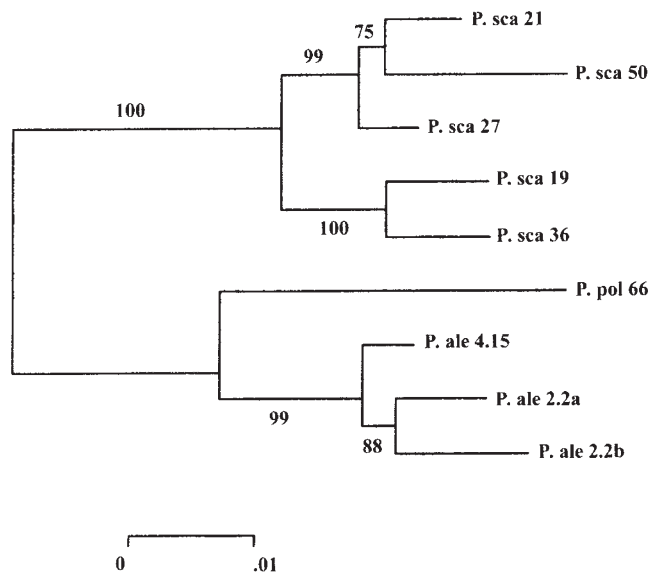 P. sca 21
75
99
P. sca 50
100
P. sca 27
P. sca 19
100
P. sca 36
P. pol 66
P. ale 4.15
P. ale 2.2a
99
88
P. ale 2.2b
0 .01